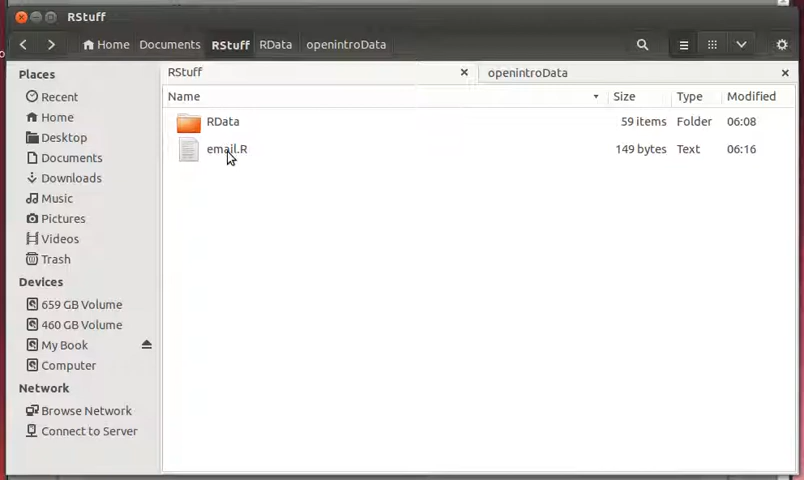 RStuff
Home Documents RStuff RData openintroData
Places
Recent
Home
Desktop
Documents
Downloads
Music
Pictures
Videos
Trash
Devices
659 GB Volume
460 GB Volume
My Book
Computer
Network
Browse Network
Connect to Server
RStuff openintroData
Name Size Type Modified
RData 59 items Folder 06:08
email.R 149 bytes Text 06:16